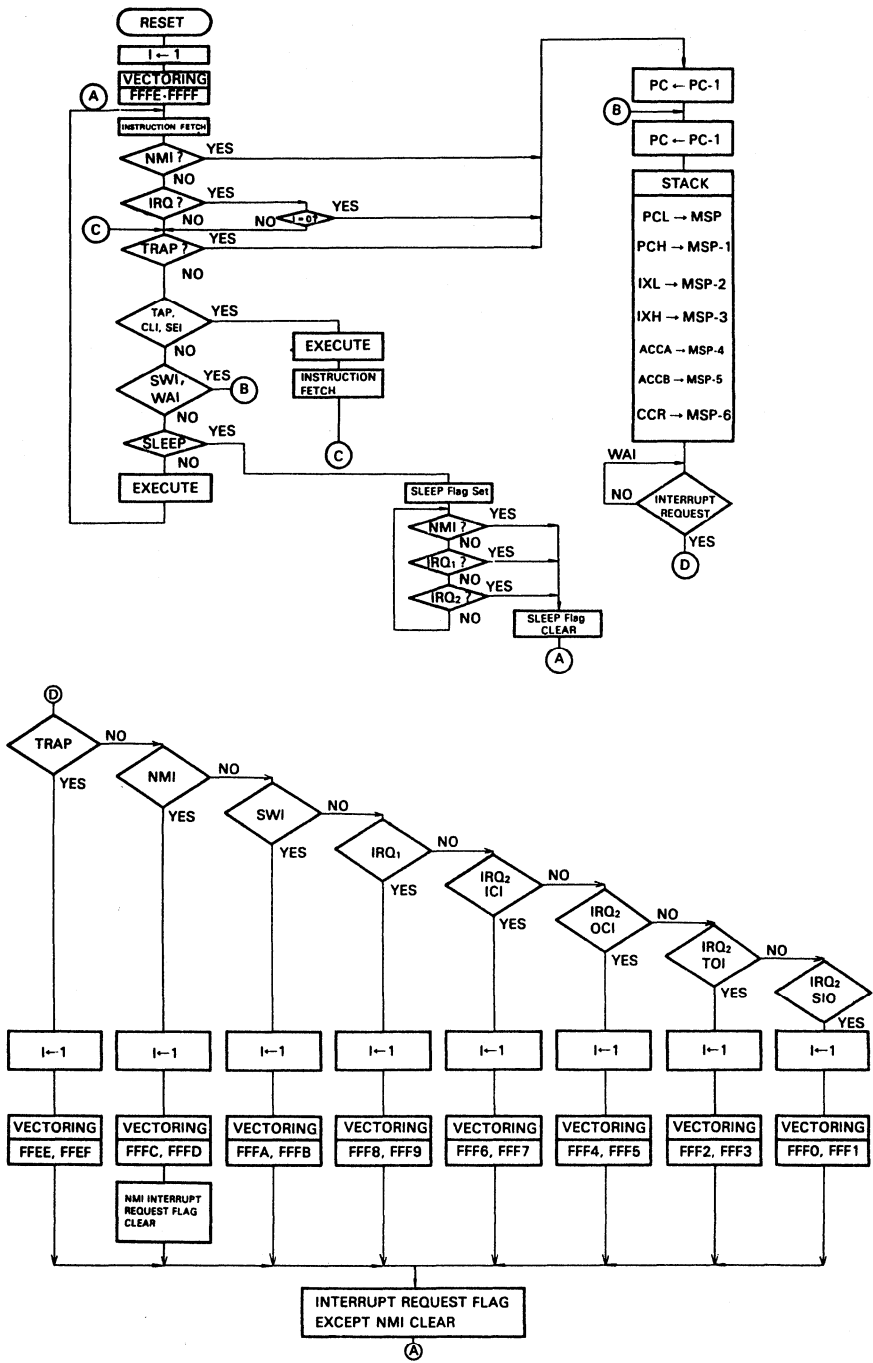 RESET
I ← 1
VECTORING
FFFE-FFFF
A
INSTRUCTION FETCH
NMI ?
YES
NO
IRQ ?
YES
NO
I = 0?
YES
NO
C
TRAP ?
YES
NO
TAP,
CLI, SEI
YES
NO
EXECUTE
INSTRUCTION
FETCH
C
SWI,
WAI
YES
B
NO
SLEEP
YES
NO
EXECUTE
SLEEP Flag Set
NMI ?
YES
NO
IRQ1 ?
YES
NO
IRQ2 ?
YES
NO
SLEEP Flag
CLEAR
A
PC ← PC-1
B
PC ← PC-1
STACK
PCL → MSP
PCH → MSP-1
IXL → MSP-2
IXH → MSP-3
ACCA → MSP-4
ACCB → MSP-5
CCR → MSP-6
WAI
NO
INTERRUPT
REQUEST
YES
D
D
TRAP
NO
YES
NMI
NO
YES
SWI
NO
YES
IRQ1
NO
YES
IRQ2
ICI
NO
YES
IRQ2
OCI
NO
YES
IRQ2
TOI
NO
YES
IRQ2
SIO
YES
I←1 I←1 I←1 I←1 I←1 I←1 I←1 I←1
VECTORING VECTORING VECTORING VECTORING VECTORING VECTORING VECTORING VECTORING
FFEE, FFEF FFFC, FFFD FFFA, FFFB FFF8, FFF9 FFF6, FFF7 FFF4, FFF5 FFF2, FFF3 FFF0, FFF1
NMI INTERRUPT
REQUEST FLAG
CLEAR
INTERRUPT REQUEST FLAG
EXCEPT NMI CLEAR
A